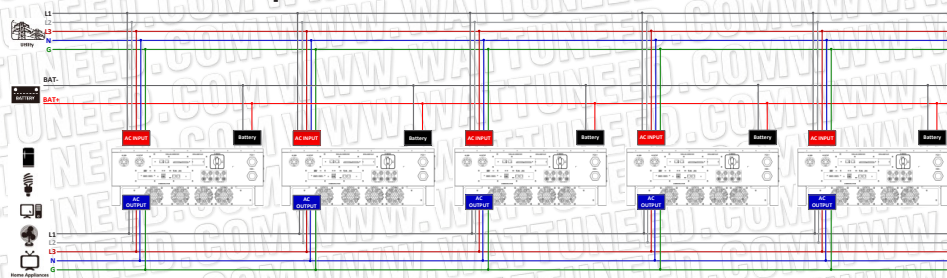 L1
L2
L3
N
G
Utility
BAT-
BATTERY
BAT+
AC INPUT
Battery
AC INPUT
Battery
AC INPUT
Battery
AC INPUT
Battery
AC INPUT
Battery
AC
OUTPUT
AC
OUTPUT
AC
OUTPUT
AC
OUTPUT
AC
OUTPUT
L1
L2
L3
N
G
Home Appliances
WWW.WATTUNEED.COM